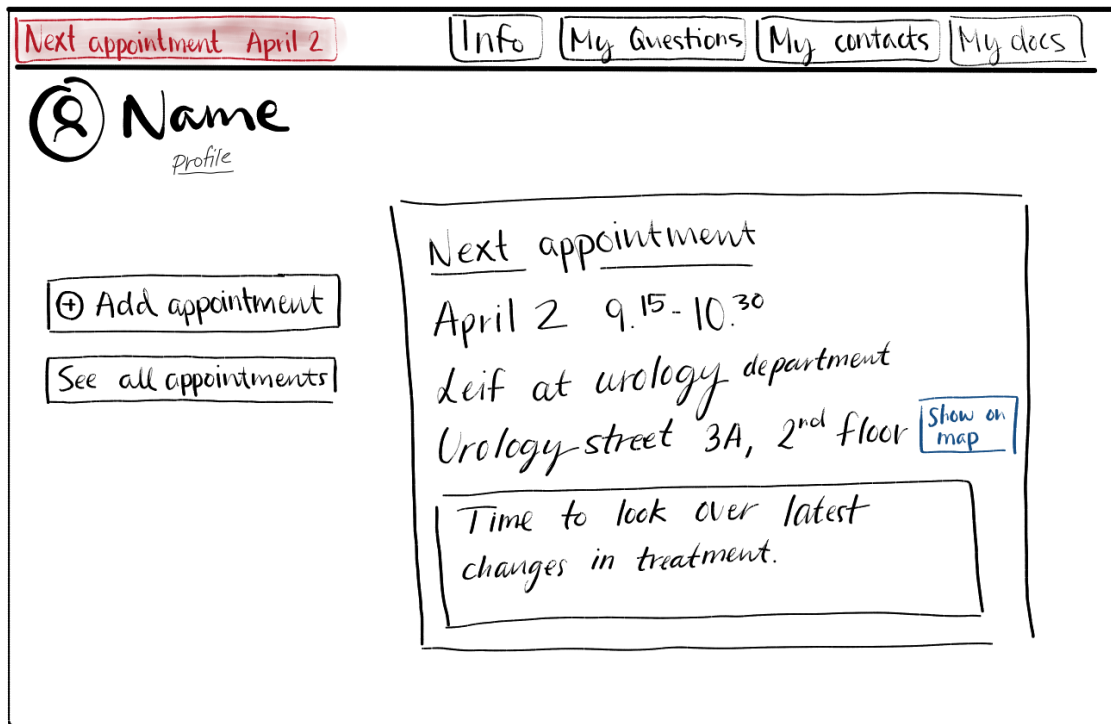 Next appointment April 2
Info
My Questions
My contacts
My docs
Name
Profile
Add appointment
See all appointments
Next appointment
April 2 9.15 - 10.30
Leif at urology department
Urology street 3A, 2nd floor
Show on
map
Time to look over latest
changes in treatment.